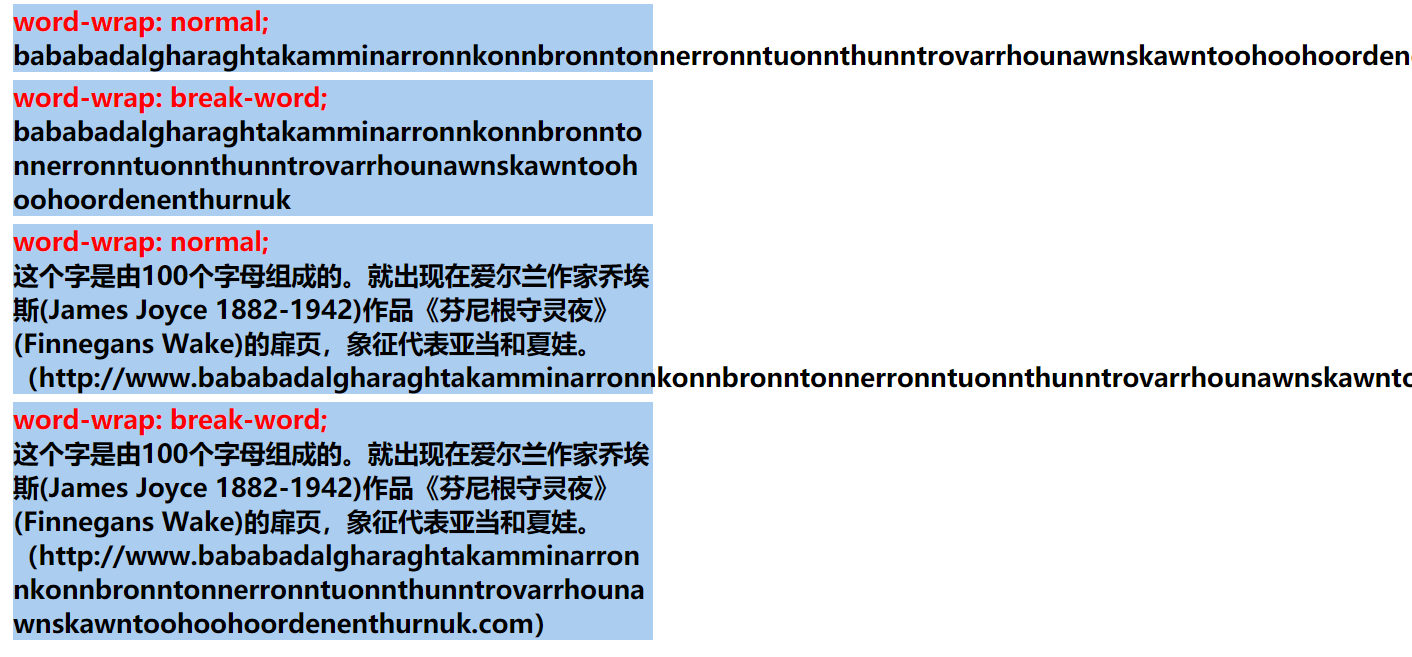 word-wrap: normal;
bababadalgharaghtakamminarronnkonnbronntonnerronntuonnthunntrovarrhounawnskawntoohoohoorden
word-wrap: break-word;
bababadalgharaghtakamminarronnkonnbronnto
nnerronntuonnthunntrovarrhounawnskawntooh
oohoordenenthurnuk
word-wrap: normal;
这个字是由100个字母组成的。就出现在爱尔兰作家乔埃
斯(James Joyce 1882-1942)作品《芬尼根守灵夜》
(Finnegans Wake)的扉页，象征代表亚当和夏娃。
（http://www.bababadalgharaghtakamminarronnkonnbronntonnerronntuonnthunntrovarrhounawnskawnto
word-wrap: break-word;
这个字是由100个字母组成的。就出现在爱尔兰作家乔埃
斯(James Joyce 1882-1942)作品《芬尼根守灵夜》
(Finnegans Wake)的扉页，象征代表亚当和夏娃。
（http://www.bababadalgharaghtakamminarron
nkonnbronntonnerronntuonnthunntrovarrhouna
wnskawntoohoohoordenenthurnuk.com）